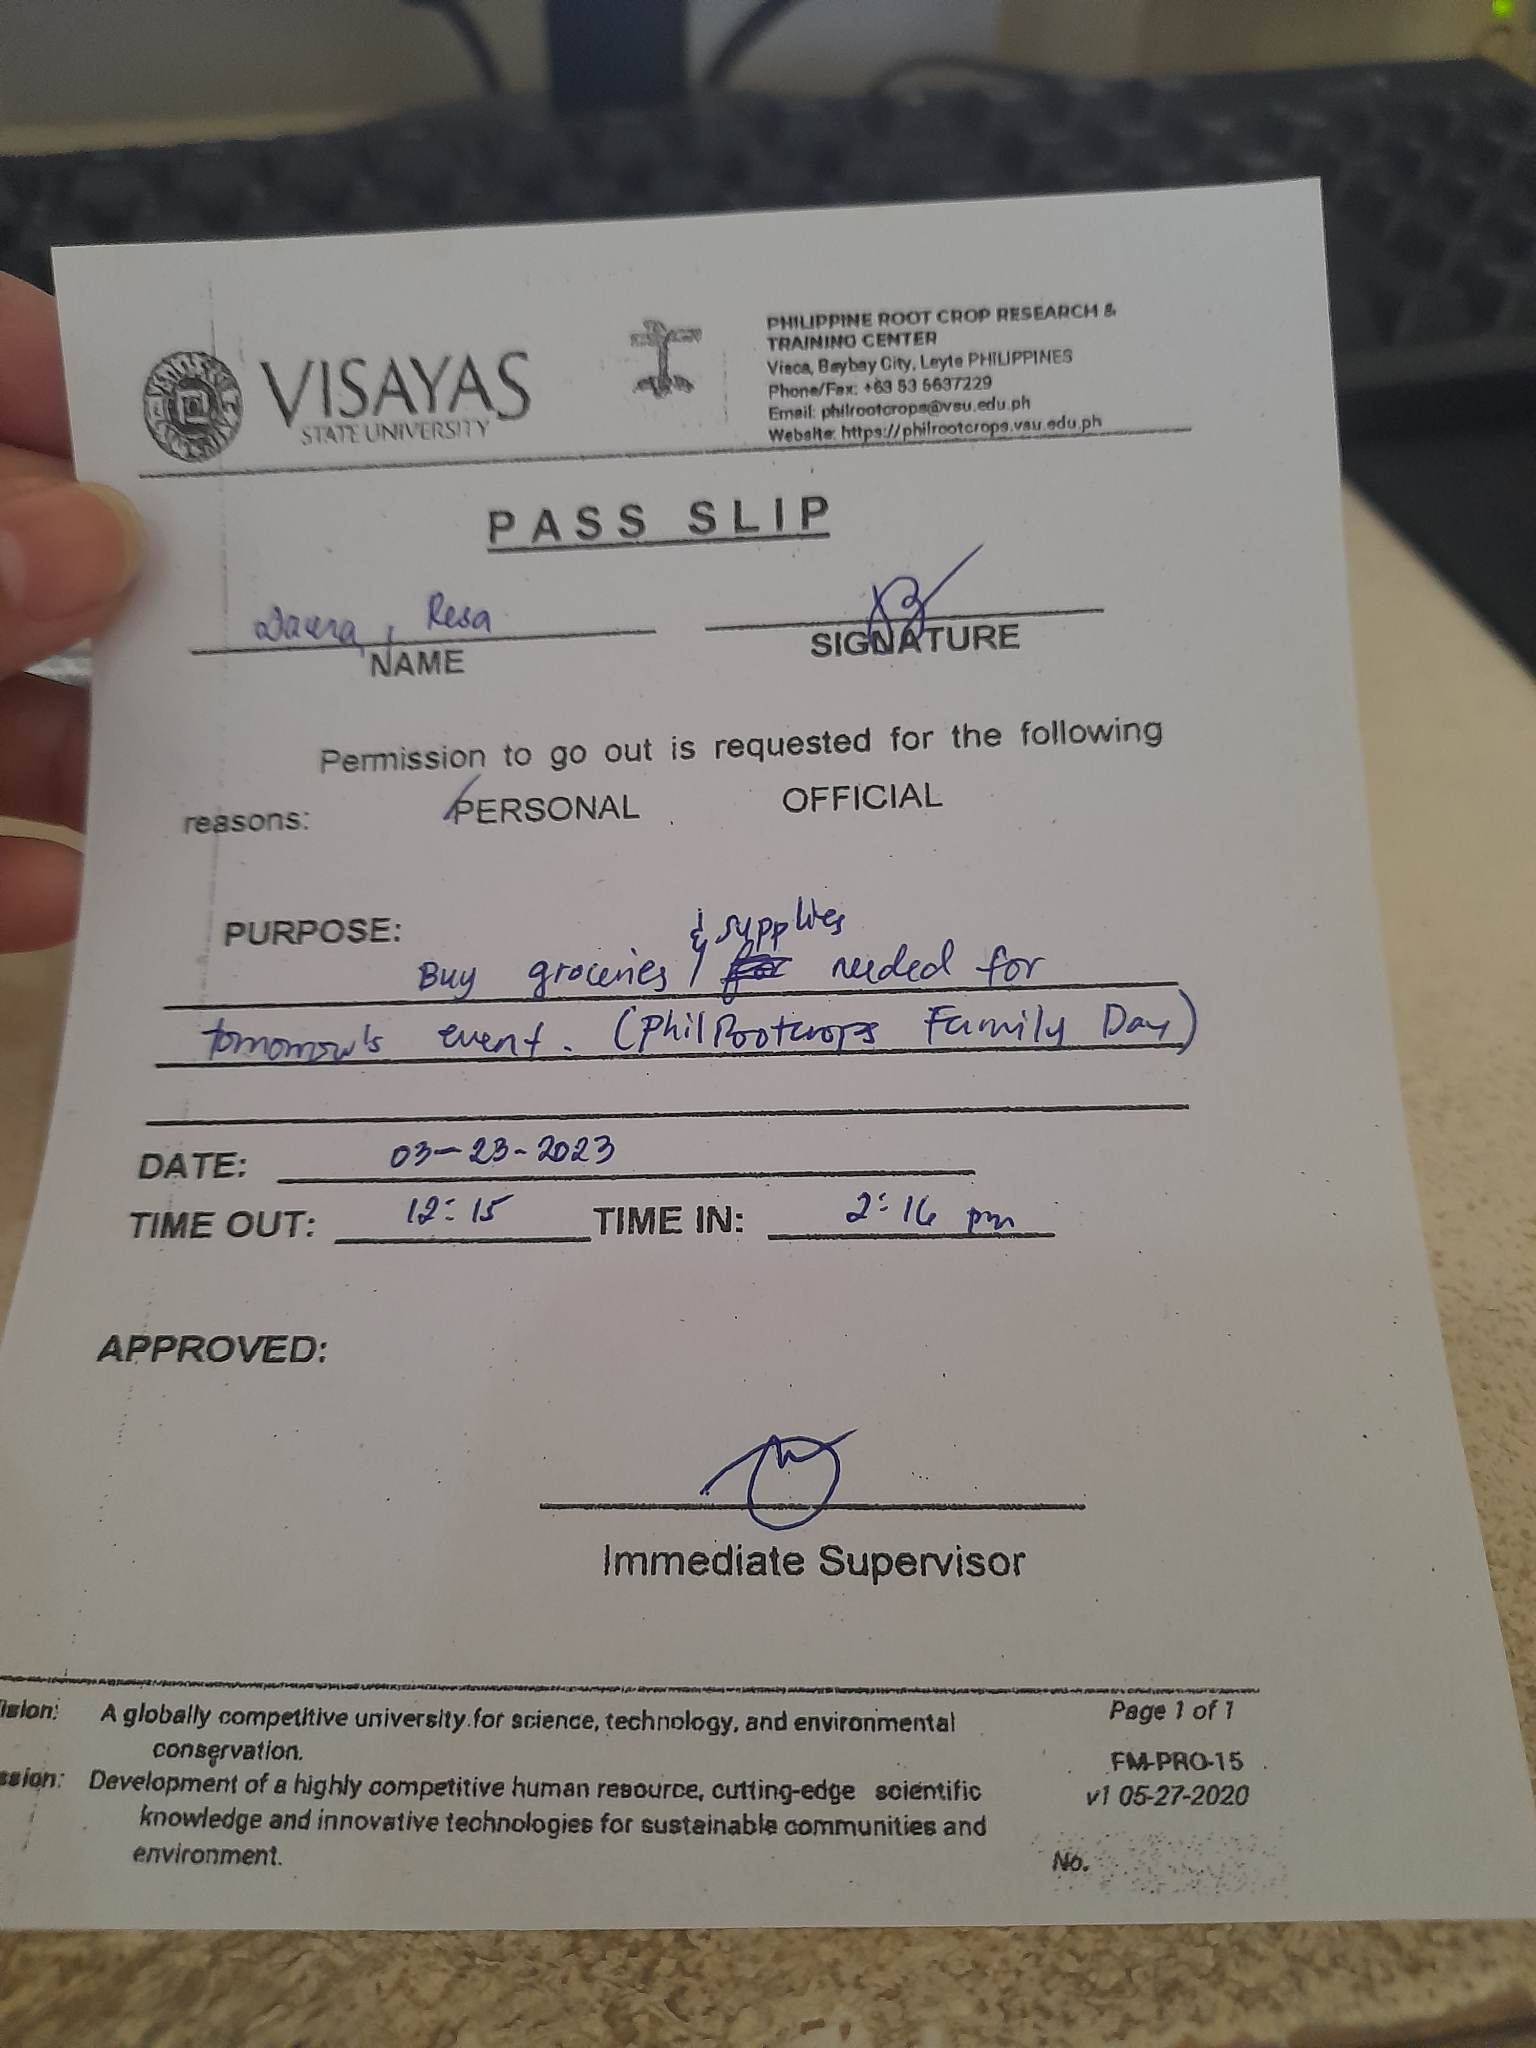 VISAYAS
STATE UNIVERSITY
PHILIPPINE ROOT CROP RESEARCH &
TRAINING CENTER
Visca, Baybay City, Leyte PHILIPPINES
Phone/Fax: +63 53 5637229
Email: philrootcrops@vsu.edu.ph
Website: https://philrootcrops.vsu.edu.ph
PASS SLIP
, Resa
NAME
SIGNATURE
Permission to go out is requested for the following
reasons: PERSONAL OFFICIAL
PURPOSE:
& supplies
Buy groceries needed for
tomorrow's event. (PhilRootcrops Family Day)
DATE: 03-23-2023
TIME OUT: 12:15 TIME IN: 2:16 pm
APPROVED:
Immediate Supervisor
ision: A globally competitive university for science, technology, and environmental
conservation.
ssion: Development of a highly competitive human resource, cutting-edge scientific
knowledge and innovative technologies for sustainable communities and
environment.
Page 1 of 1
FM-PRO-15
v1 05-27-2020
No.